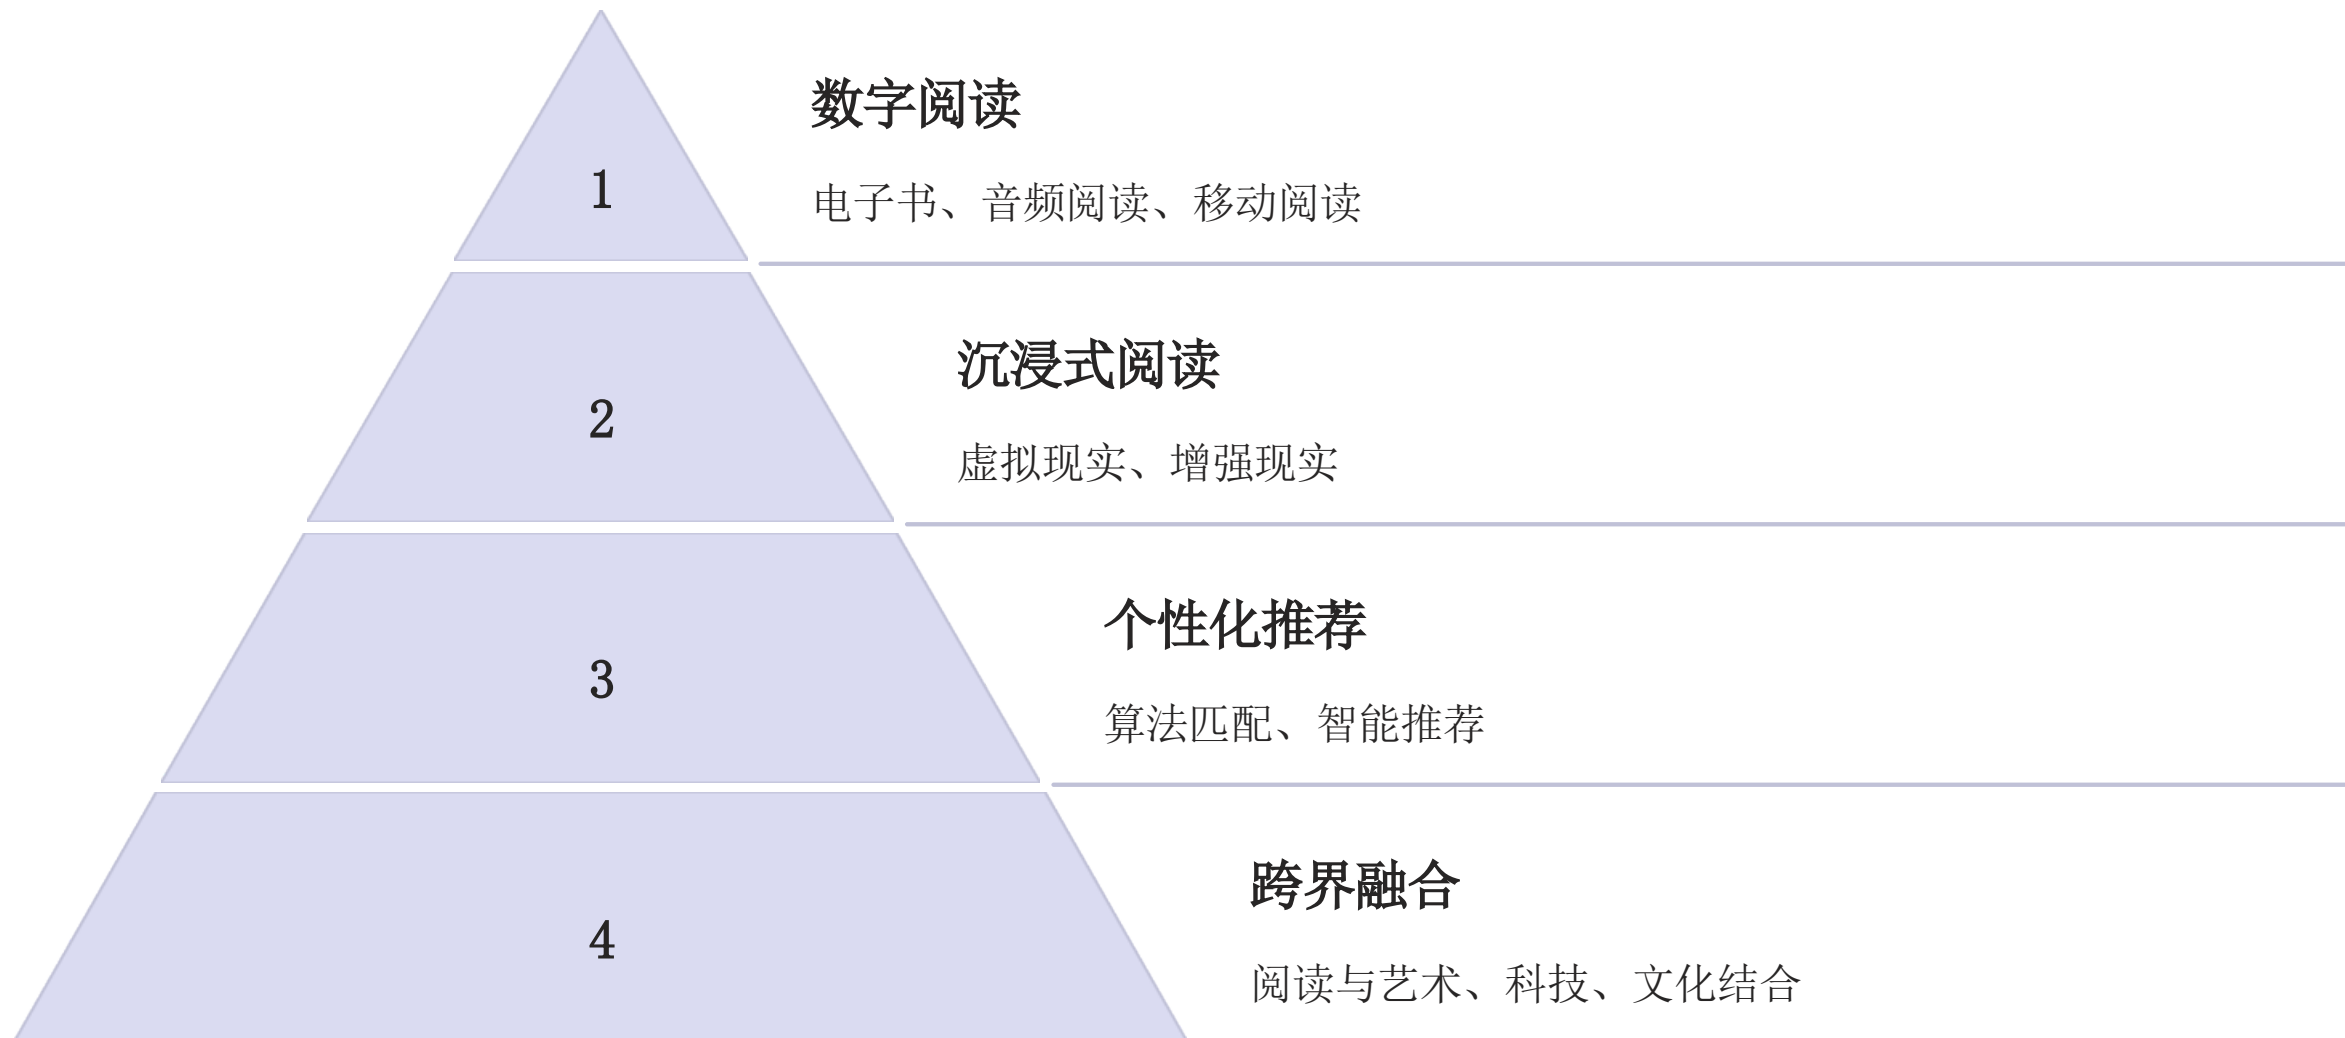 数字阅读
1
电子书、音频阅读、移动阅读
沉浸式阅读
2
虚拟现实、增强现实
个性化推荐
3
算法匹配、智能推荐
跨界融合
4
阅读与艺术、科技、文化结合